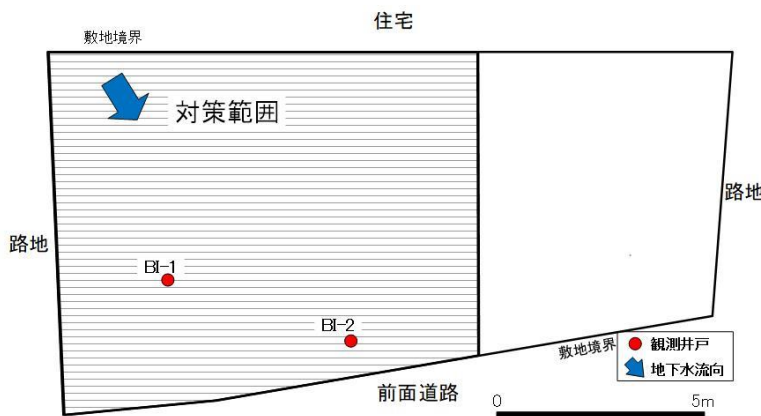 住宅
敷地境界
対策範囲
路地
路地
BI-1
BI-2
敷地境界
前面道路
観測井戸
地下水流向
0 5m